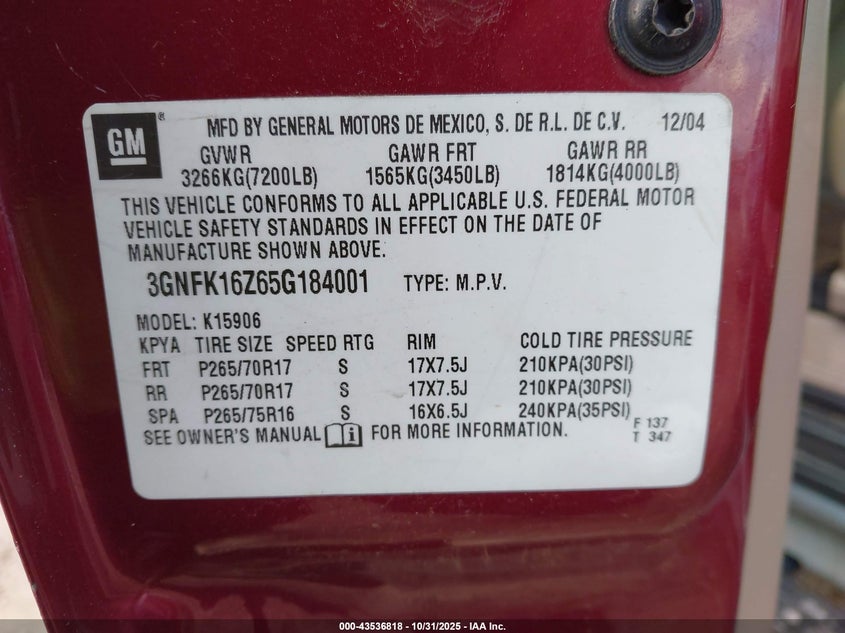 GM ® MFD BY GENERAL MOTORS DE MEXICO, S. DE R.L. DE C.V. 12/04
GVWR GAWR FRT GAWR RR
3266KG(7200LB) 1565KG(3450LB) 1814KG(4000LB)
THIS VEHICLE CONFORMS TO ALL APPLICABLE U.S. FEDERAL MOTOR
VEHICLE SAFETY STANDARDS IN EFFECT ON THE DATE OF
MANUFACTURE SHOWN ABOVE.
3GNFK16Z65G184001 TYPE: M.P.V.
MODEL: K15906
KPYA TIRE SIZE SPEED RTG RIM COLD TIRE PRESSURE
FRT P265/70R17 S 17X7.5J 210KPA(30PSI)
RR P265/70R17 S 17X7.5J 210KPA(30PSI)
SPA P265/75R16 S 16X6.5J 240KPA(35PSI)
SEE OWNER'S MANUAL i FOR MORE INFORMATION. F 137
T 347
000-43536818 - 10/31/2025 - IAA Inc.